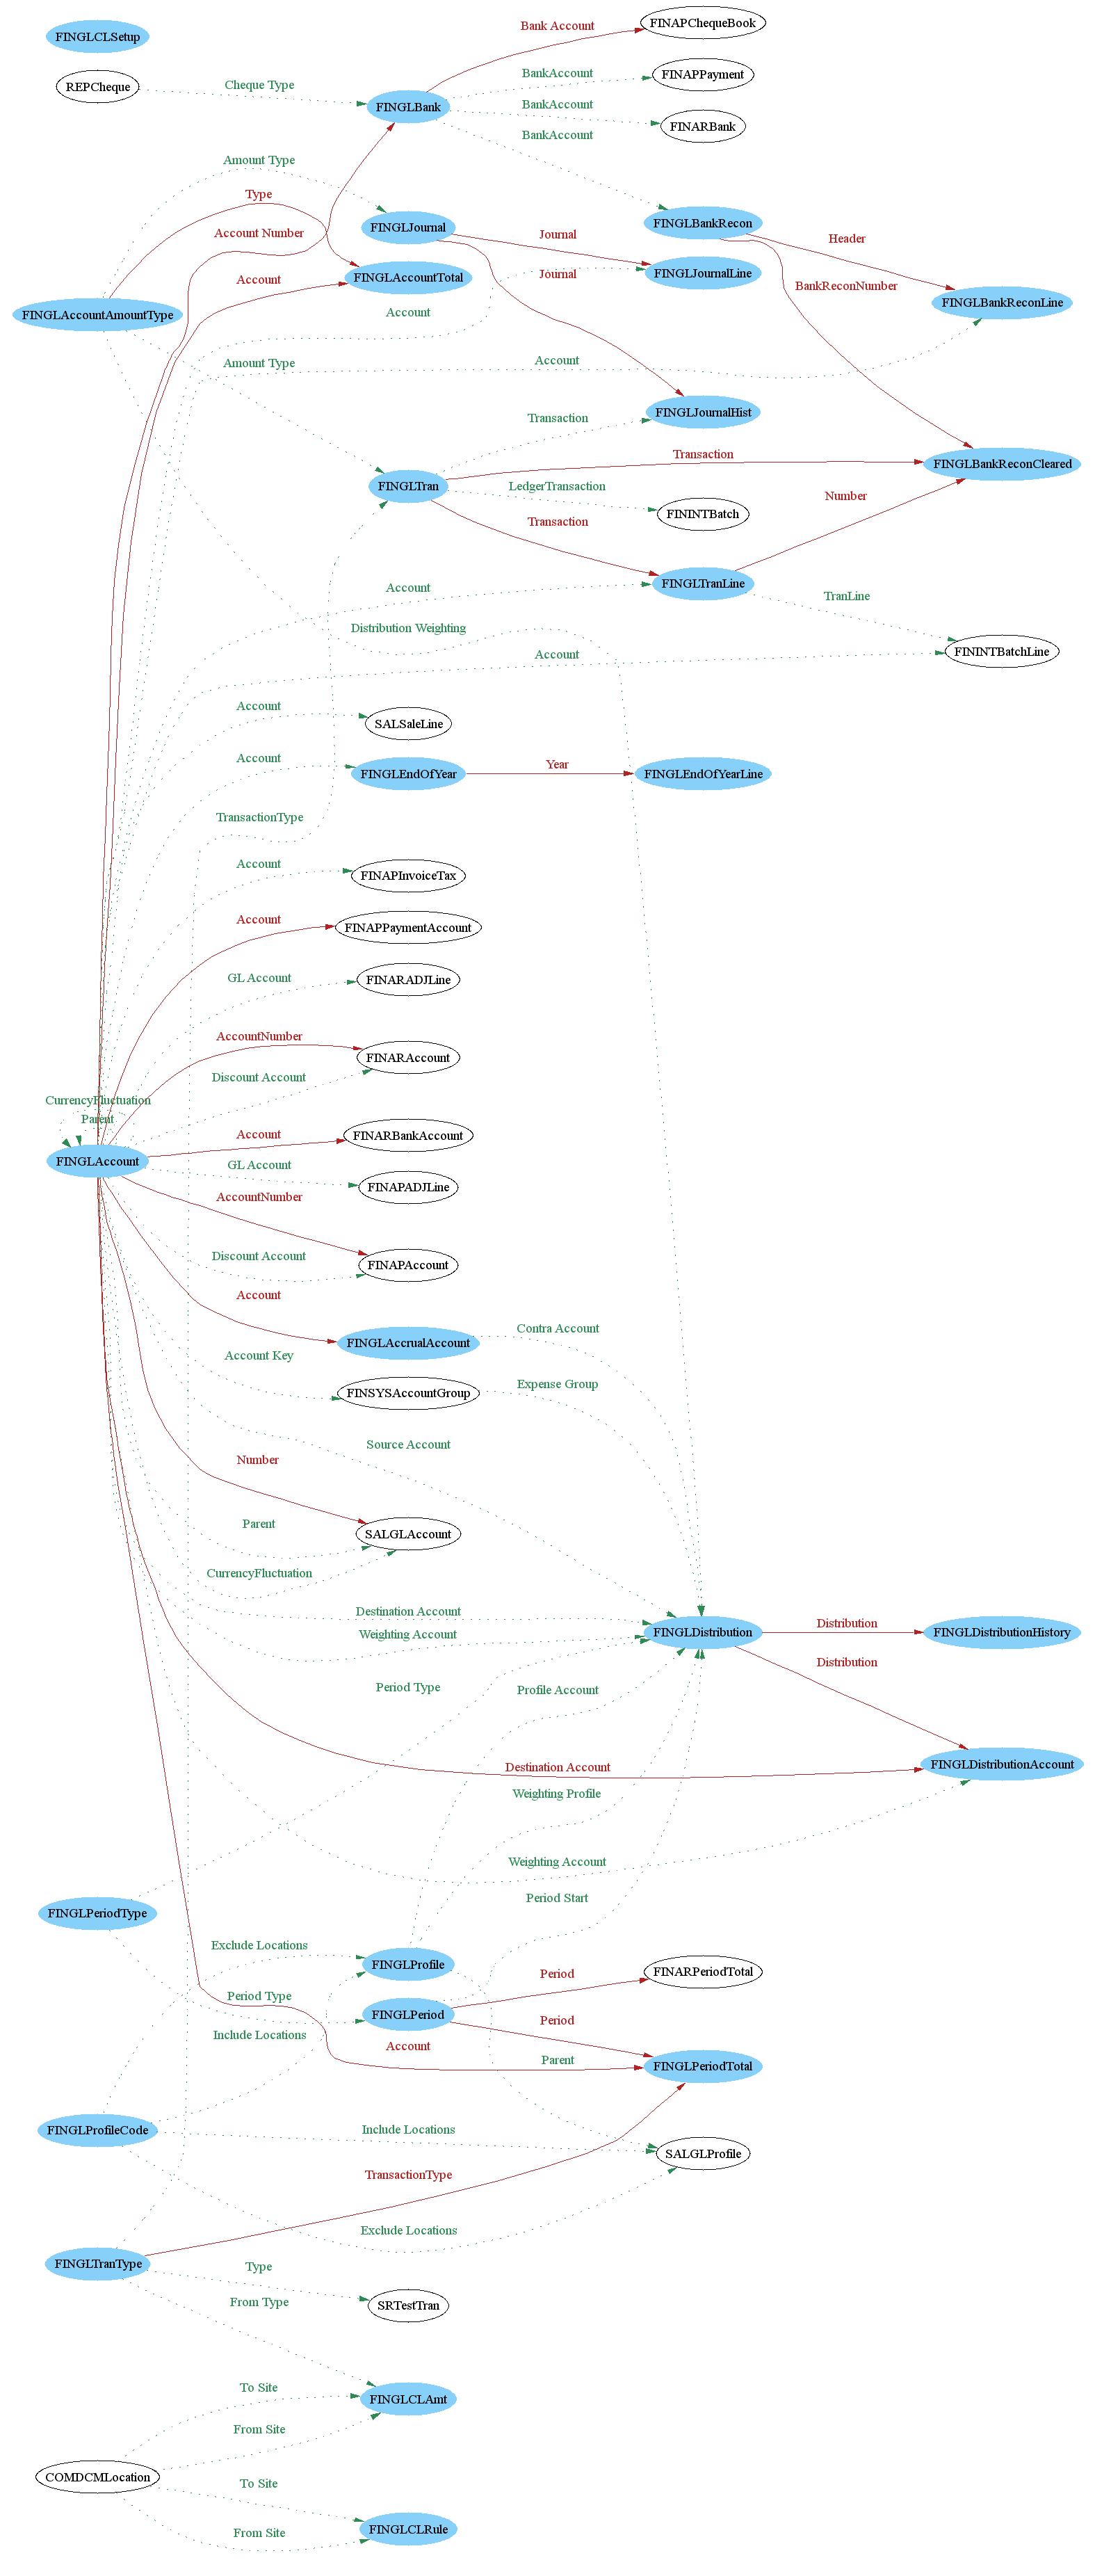 FINGLCLSetup
REPCheque
Cheque Type
FINGLBank
Bank Account
FINAPChequeBook
BankAccount
FINAPPayment
BankAccount
FINARBank
BankAccount
Amount Type
Type
Account Number
FINGLJournal
FINGLBankRecon
Journal
Header
Account
FINGLAccountTotal
Journal
FINGLJournalLine
BankReconNumber
FINGLBankReconLine
FINGLAccountAmountType
Account
Amount Type
Account
FINGLJournalHist
Transaction
Transaction
FINGLBankReconCleared
FINGLTran
LedgerTransaction
Number
FININTBatch
Transaction
Account
FINGLTranLine
TranLine
Distribution Weighting
Account
FININTBatchLine
Account
SALSaleLine
Account
FINGLEndOfYear
Year
FINGLEndOfYearLine
TransactionType
Account
FINAPInvoiceTax
Account
FINAPPaymentAccount
GL Account
FINARADJLine
AccountNumber
FINARAccount
Discount Account
CurrencyFluctuation
Parent
FINGLAccount
Account
FINARBankAccount
GL Account
FINAPADJLine
AccountNumber
Discount Account
FINAPAccount
Account
FINGLAccrualAccount
Contra Account
Account Key
FINSYSAccountGroup
Expense Group
Source Account
Number
Parent
SALGLAccount
CurrencyFluctuation
Destination Account
Weighting Account
FINGLDistribution
Distribution
FINGLDistributionHistory
Period Type
Profile Account
Distribution
Destination Account
FINGLDistributionAccount
Weighting Profile
Weighting Account
Period Start
FINGLPeriodType
Exclude Locations
FINGLProfile
Period
FINARPeriodTotal
Period Type
FINGLPeriod
Period
Include Locations
Account
Parent
FINGLPeriodTotal
FINGLProfileCode
Include Locations
SALGLProfile
TransactionType
Exclude Locations
FINGLTranType
Type
From Type
SRTestTran
To Site
FINGLCLAmt
From Site
COMDCMLocation
To Site
From Site
FINGLCLRule